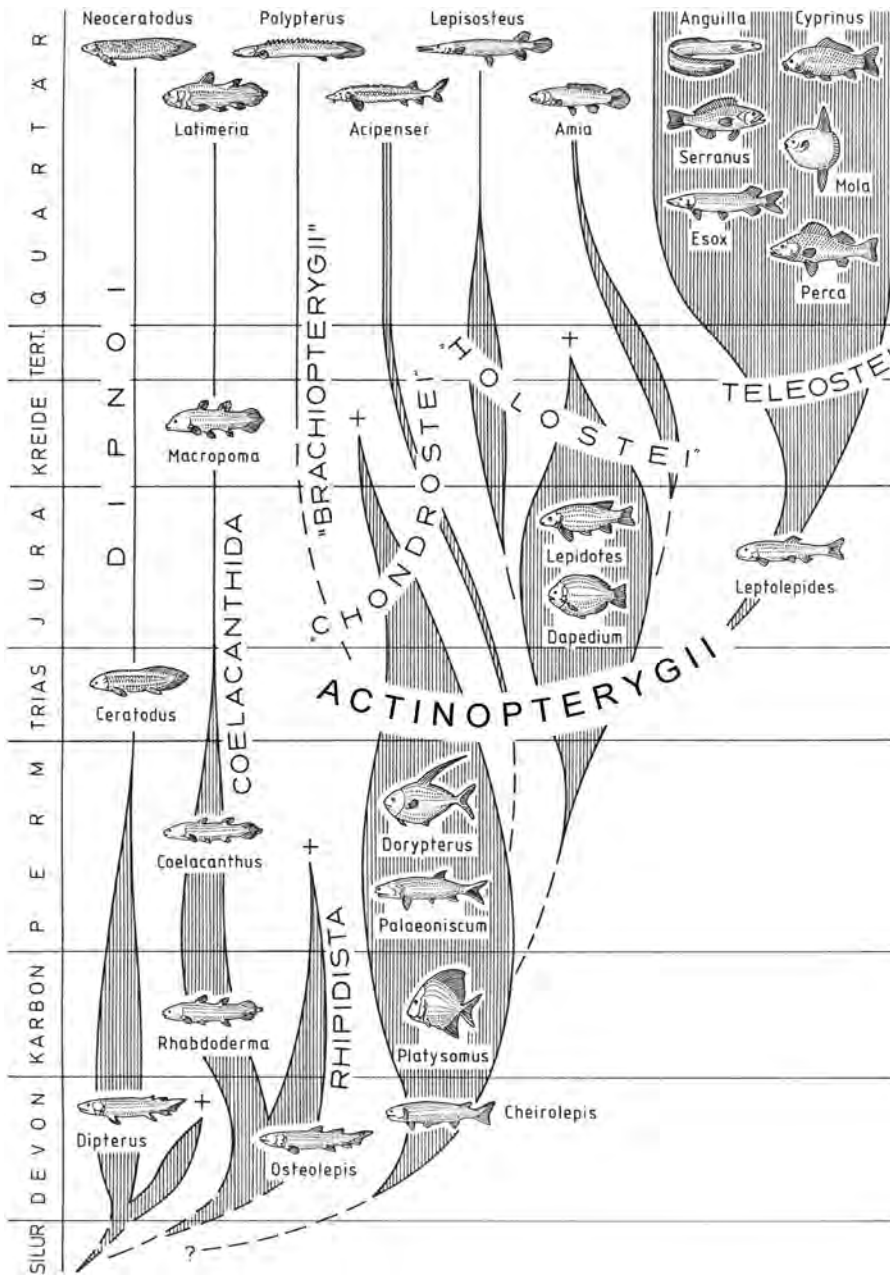 Neoceratodus
Polypterus
Lepisosteus
Anguilla
Cyprinus
Latimeria
Acipenser
Amia
Serranus
Mola
Esox
Perca
QUARTÄR
TERT.
KREIDE
JURA
TRIAS
PERM
KARBON
DEVON
SILUR
DIPNOI
COELACANTHIDA
"BRACHIOPTERYGII"
"CHONDROSTEI"
"HOLOSTEI"
TELEOSTEI
+
+
Macropoma
Lepidotes
Leptolepides
Dapedium
ACTINOPTERYGII
Ceratodus
Dorypterus
Coelacanthus
+
Palaeoniscum
RHIPIDISTIA
Rhabdoderma
Platysomus
+
Dipterus
Cheirolepis
Osteolepis
?